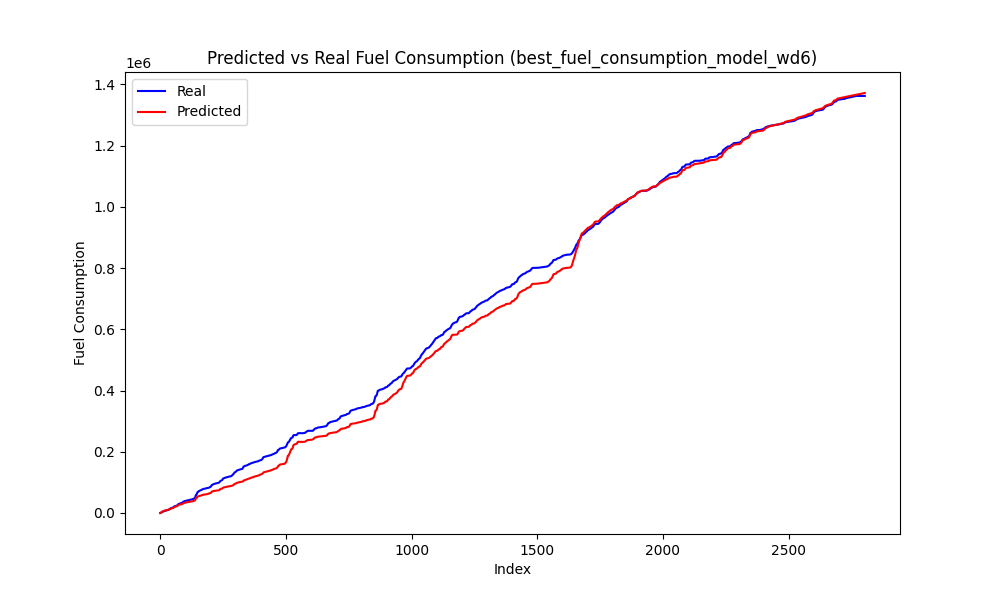 Predicted vs Real Fuel Consumption (best_fuel_consumption_model_wd6)
1e6
Real
Predicted
1.4
1.2
1.0
0.8
0.6
0.4
0.2
0.0
Fuel Consumption
0 500 1000 1500 2000 2500
Index